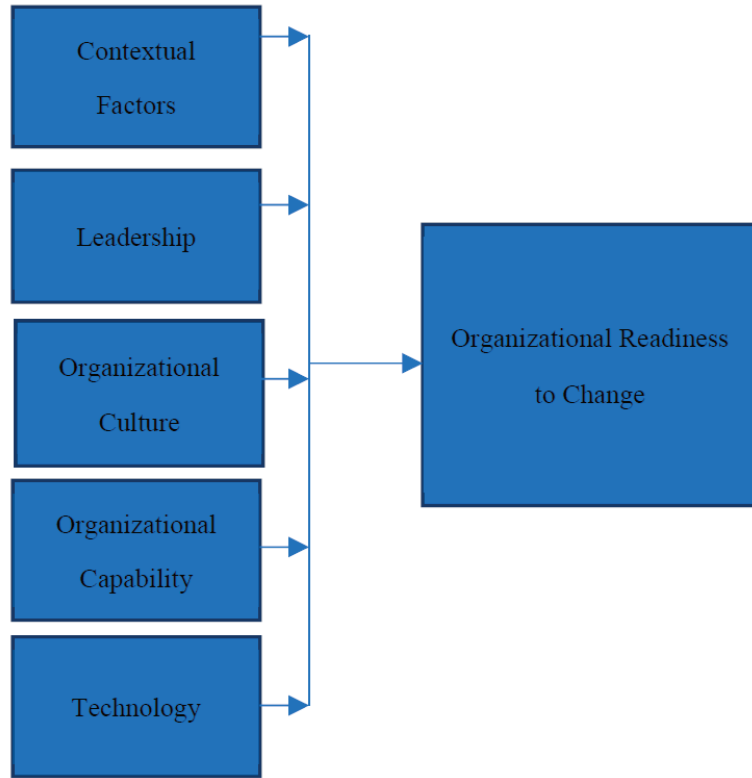 Contextual
Factors
Leadership
Organizational
Culture
Organizational
Capability
Technology
Organizational Readiness
to Change